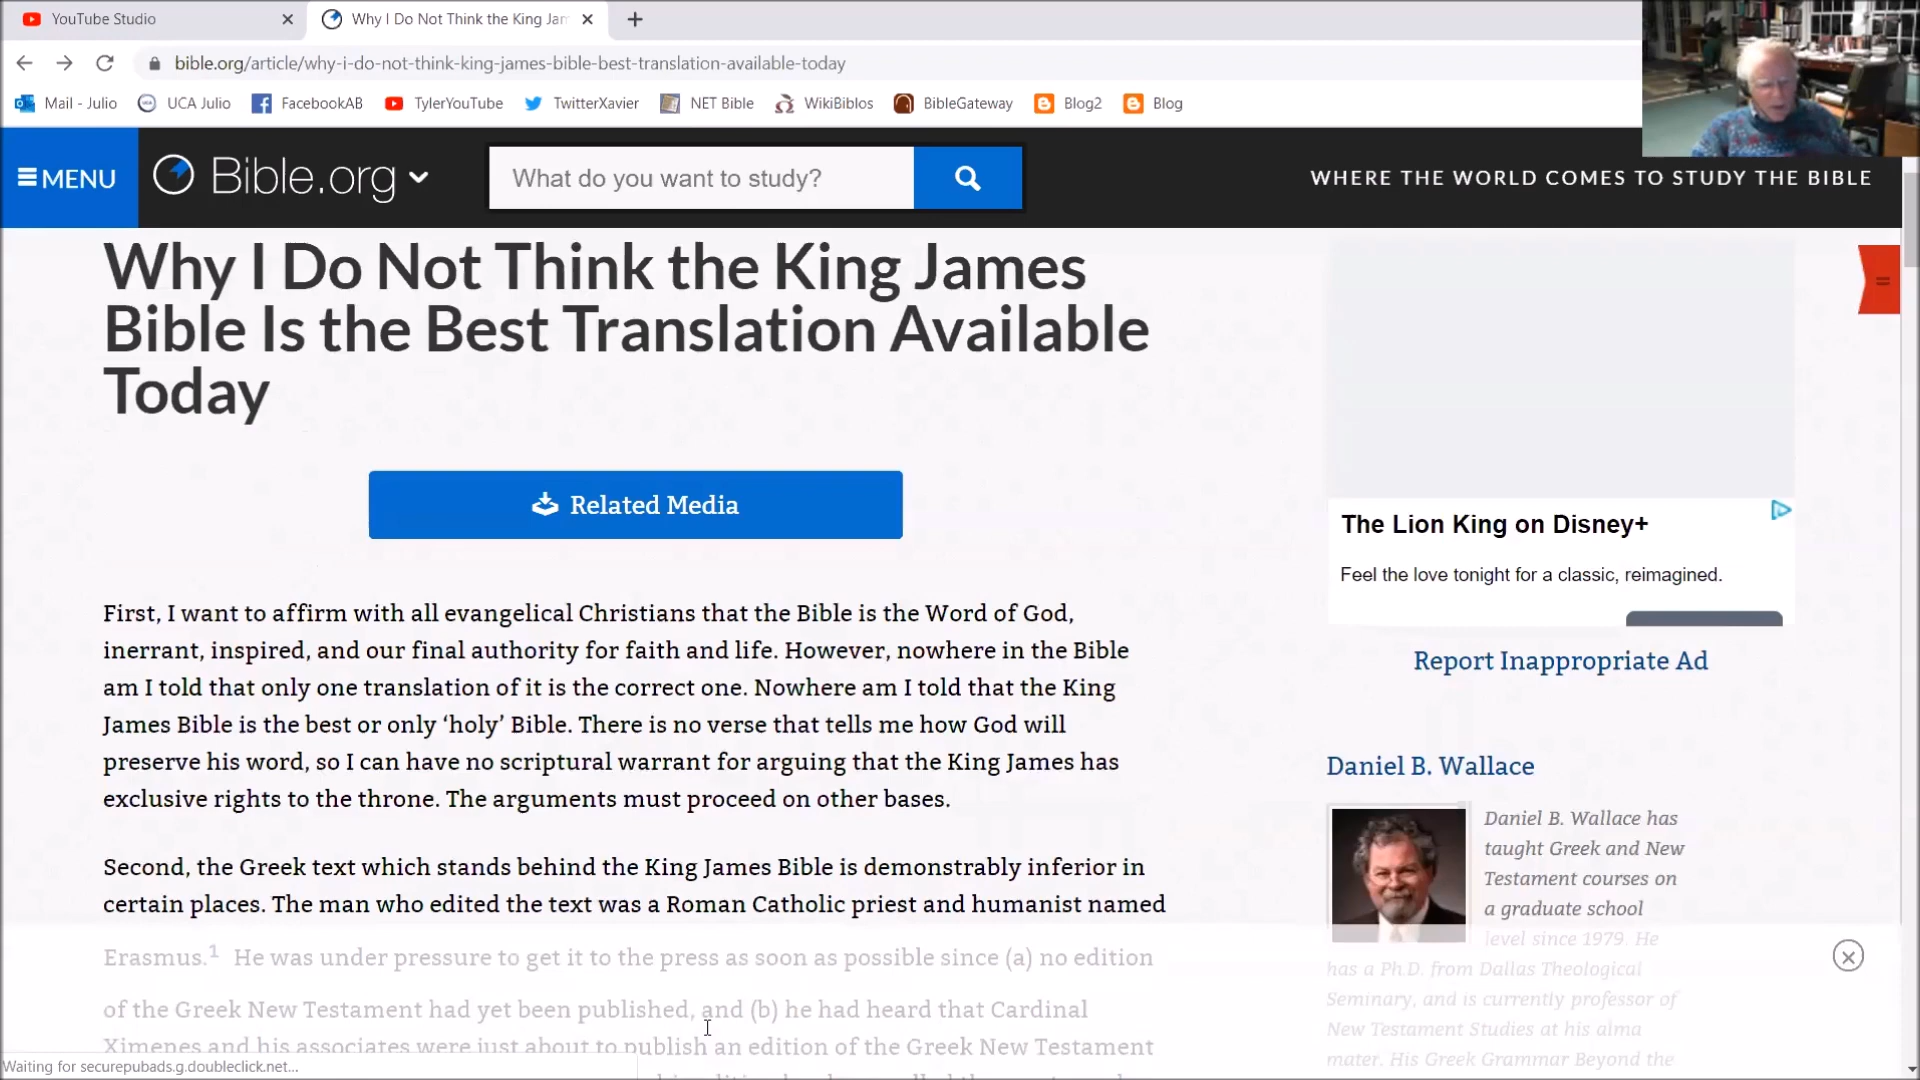 YouTube Studio
Why I Do Not Think the King Jam
bible.org/article/why-i-do-not-think-king-james-bible-best-translation-available-today
Mail - Julio
UCA Julio
FacebookAB
TylerYouTube
TwitterXavier
NET Bible
WikiBiblos
BibleGateway
Blog2
Blog
MENU
Bible.org
What do you want to study?
WHERE THE WORLD COMES TO STUDY THE BIBLE
Why I Do Not Think the King James
Bible Is the Best Translation Available
Today
Related Media
First, I want to affirm with all evangelical Christians that the Bible is the Word of God,
inerrant, inspired, and our final authority for faith and life. However, nowhere in the Bible
am I told that only one translation of it is the correct one. Nowhere am I told that the King
James Bible is the best or only ‘holy’ Bible. There is no verse that tells me how God will
preserve his word, so I can have no scriptural warrant for arguing that the King James has
exclusive rights to the throne. The arguments must proceed on other bases.
Second, the Greek text which stands behind the King James Bible is demonstrably inferior in
certain places. The man who edited the text was a Roman Catholic priest and humanist named
Erasmus.1 He was under pressure to get it to the press as soon as possible since (a) no edition
of the Greek New Testament had yet been published, and (b) he had heard that Cardinal
Ximenes and his associates were just about to publish an edition of the Greek New Testament
The Lion King on Disney+
Feel the love tonight for a classic, reimagined.
Report Inappropriate Ad
Daniel B. Wallace
Daniel B. Wallace has
taught Greek and New
Testament courses on
a graduate school
level since 1979. He
has a Ph.D. from Dallas Theological
Seminary, and is currently professor of
New Testament Studies at his alma
mater. His Greek Grammar Beyond the
Waiting for securepubads.g.doubleclick.net...